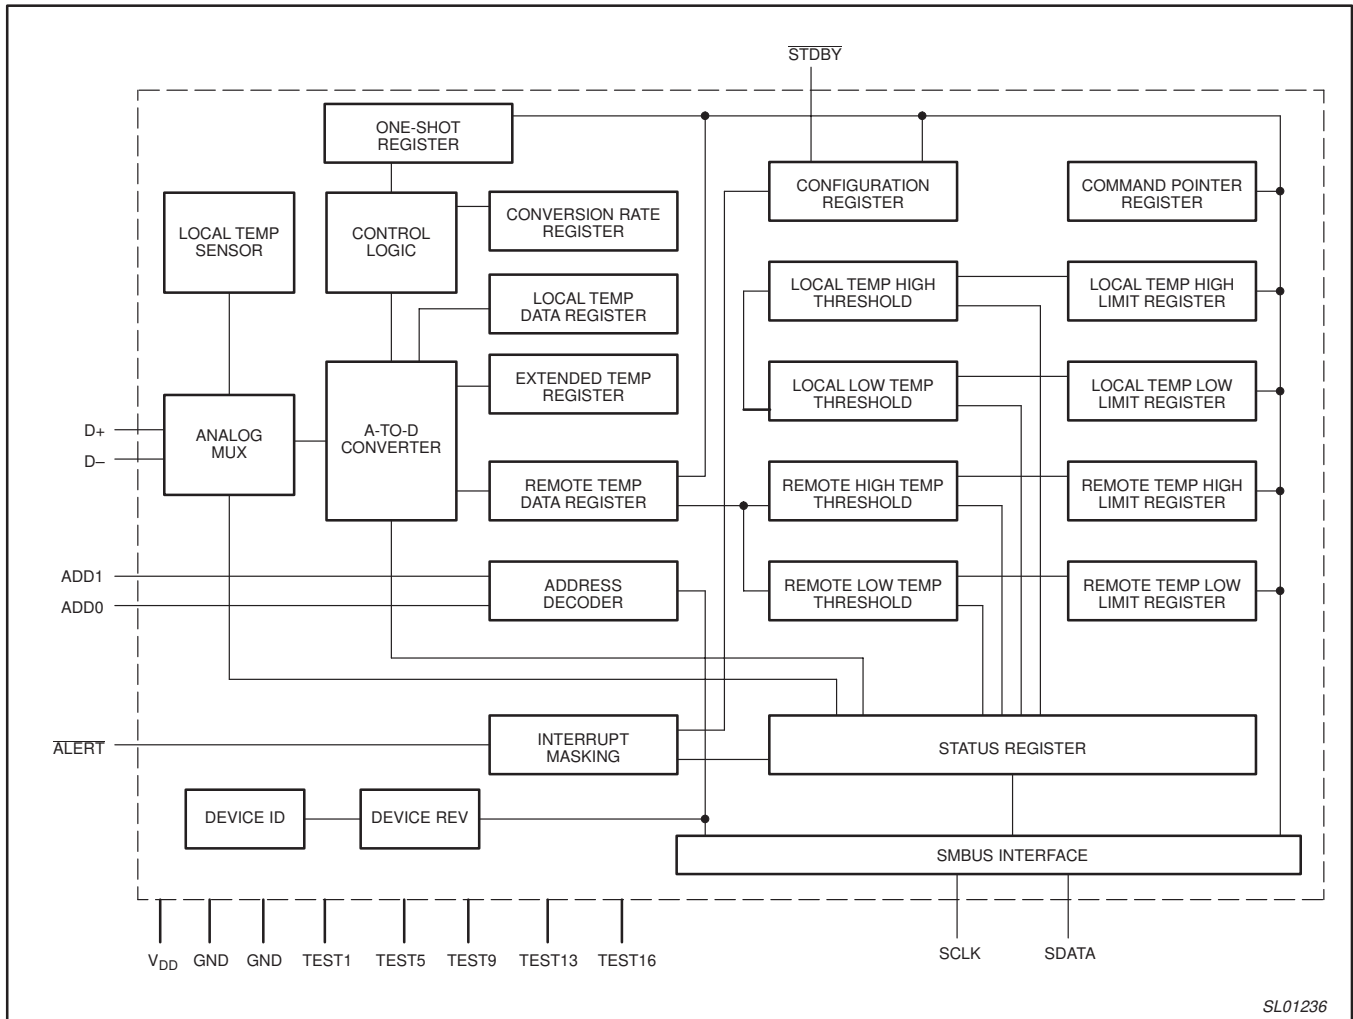 STDBY
ONE-SHOT
REGISTER
LOCAL TEMP
SENSOR
CONTROL
LOGIC
CONVERSION RATE
REGISTER
CONFIGURATION
REGISTER
COMMAND POINTER
REGISTER
LOCAL TEMP
DATA REGISTER
LOCAL TEMP HIGH
THRESHOLD
LOCAL TEMP HIGH
LIMIT REGISTER
EXTENDED TEMP
REGISTER
LOCAL LOW TEMP
THRESHOLD
LOCAL TEMP LOW
LIMIT REGISTER
D+
D–
ANALOG
MUX
A-TO-D
CONVERTER
REMOTE TEMP
DATA REGISTER
REMOTE HIGH TEMP
THRESHOLD
REMOTE TEMP HIGH
LIMIT REGISTER
ADD1
ADD0
ADDRESS
DECODER
REMOTE LOW TEMP
THRESHOLD
REMOTE TEMP LOW
LIMIT REGISTER
ALERT
INTERRUPT
MASKING
STATUS REGISTER
DEVICE ID
DEVICE REV
SMBUS INTERFACE
VDD
GND
GND
TEST1
TEST5
TEST9
TEST13
TEST16
SCLK
SDATA
SL01236